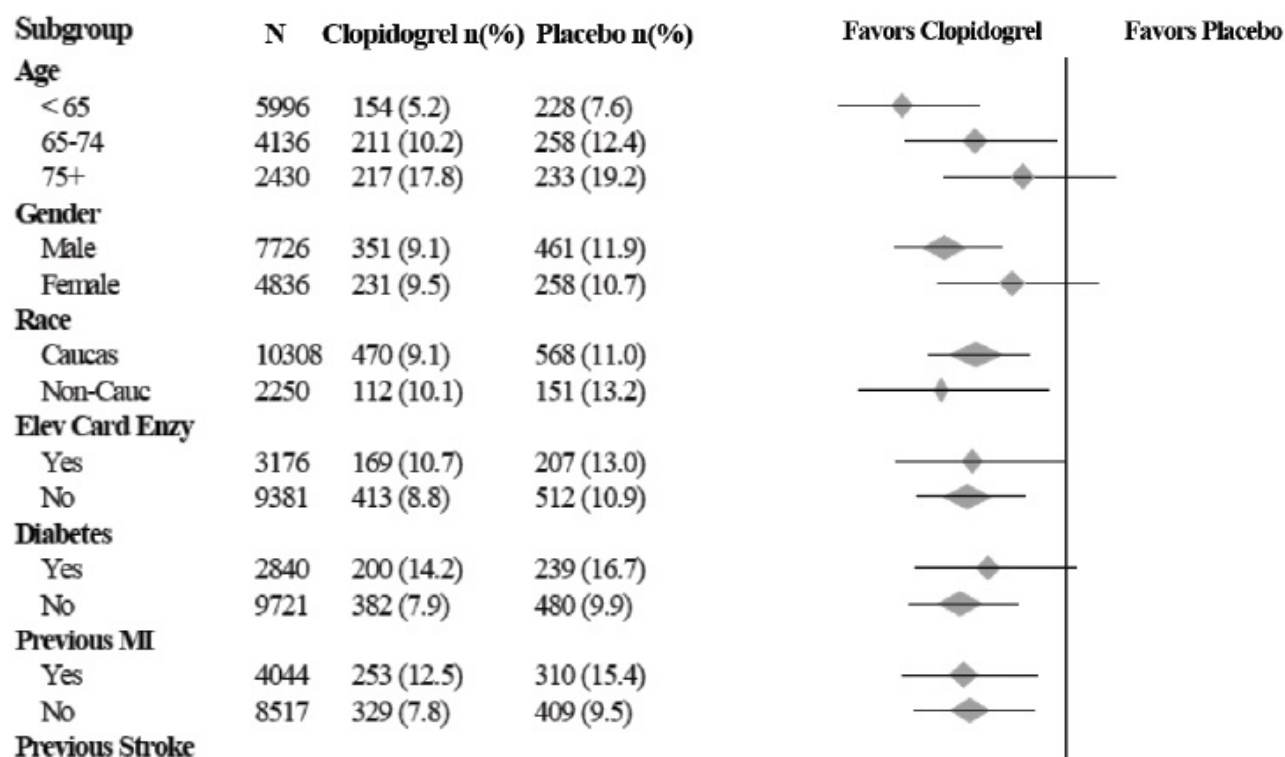 Subgroup N Clopidogrel n(%) Placebo n(%) Favors Clopidogrel Favors Placebo
Age
< 65 5996 154 (5.2) 228 (7.6)
65-74 4136 211 (10.2) 258 (12.4)
75+ 2430 217 (17.8) 233 (19.2)
Gender
Male 7726 351 (9.1) 461 (11.9)
Female 4836 231 (9.5) 258 (10.7)
Race
Caucas 10308 470 (9.1) 568 (11.0)
Non-Cauc 2250 112 (10.1) 151 (13.2)
Elev Card Enzy
Yes 3176 169 (10.7) 207 (13.0)
No 9381 413 (8.8) 512 (10.9)
Diabetes
Yes 2840 200 (14.2) 239 (16.7)
No 9721 382 (7.9) 480 (9.9)
Previous MI
Yes 4044 253 (12.5) 310 (15.4)
No 8517 329 (7.8) 409 (9.5)
Previous Stroke